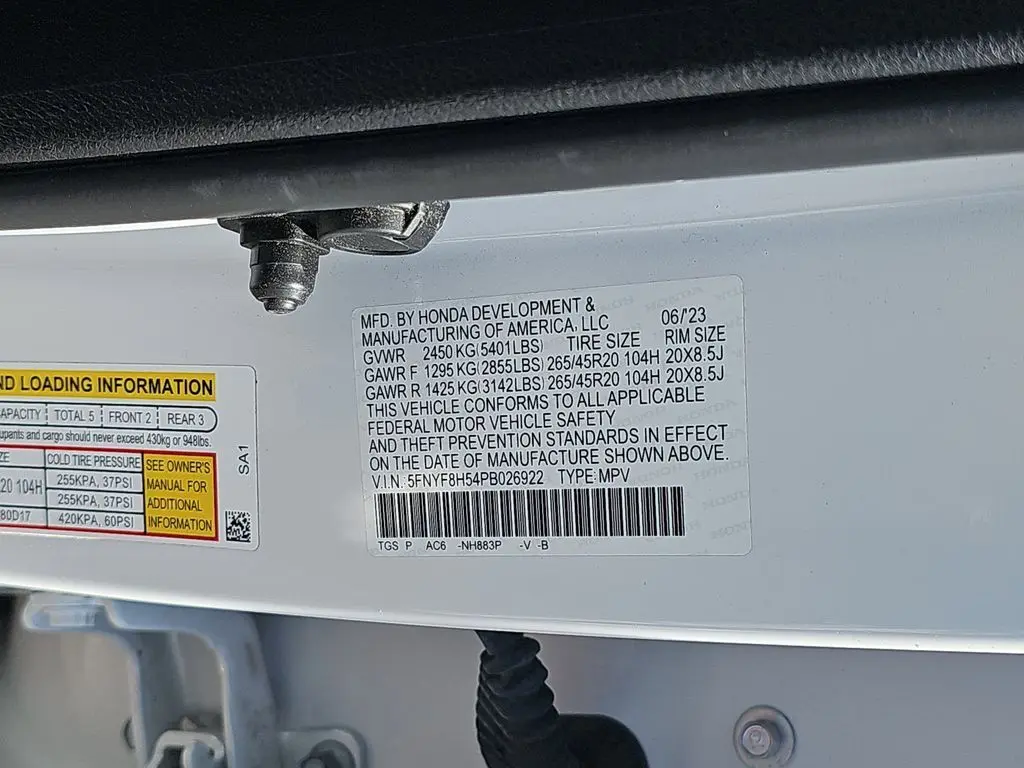 MFD. BY HONDA DEVELOPMENT &
MANUFACTURING OF AMERICA, LLC 06/'23
GVWR 2450 KG(5401LBS) TIRE SIZE RIM SIZE
GAWR F 1295 KG(2855LBS) 265/45R20 104H 20X8.5J
GAWR R 1425 KG(3142LBS) 265/45R20 104H 20X8.5J
THIS VEHICLE CONFORMS TO ALL APPLICABLE
FEDERAL MOTOR VEHICLE SAFETY
AND THEFT PREVENTION STANDARDS IN EFFECT
ON THE DATE OF MANUFACTURE SHOWN ABOVE.
V.I.N.:5FNYF8H54PB026922 TYPE:MPV
TGS P AC6 -NH883P -V -B
ND LOADING INFORMATION
CAPACITY TOTAL 5 FRONT 2 REAR 3
upants and cargo should never exceed 430kg or 948lbs.
ZE COLD TIRE PRESSURE SEE OWNER'S
MANUAL FOR
ADDITIONAL
INFORMATION
20 104H 255KPA, 37PSI
255KPA, 37PSI
80D17 420KPA, 60PSI
SA1